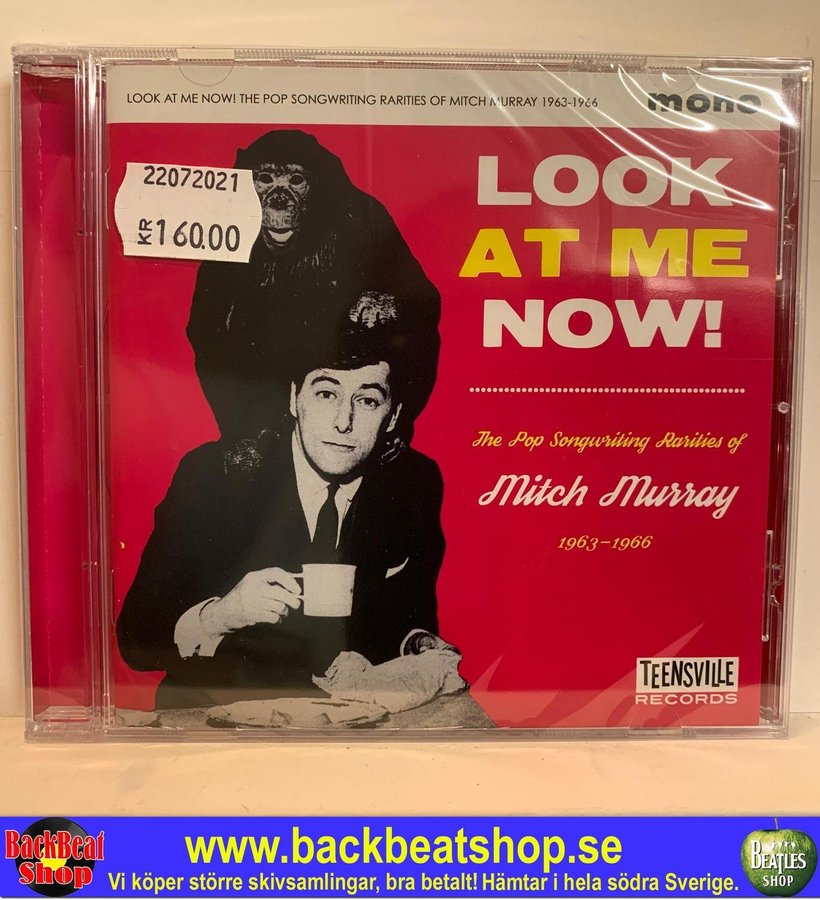 LOOK AT ME NOW! THE POP SONGWRITING RARITIES OF MITCH MURRAY 1963-1966
mono
22072021
KR 160.00
LOOK
AT ME
NOW!
The Pop Songwriting Rarities of
Mitch Murray
1963–1966
TEENSVILLE
RECORDS
BackBeat
Shop
www.backbeatshop.se
Vi köper större skivsamlingar, bra betalt! Hämtar i hela södra Sverige.
BEATLES
SHOP